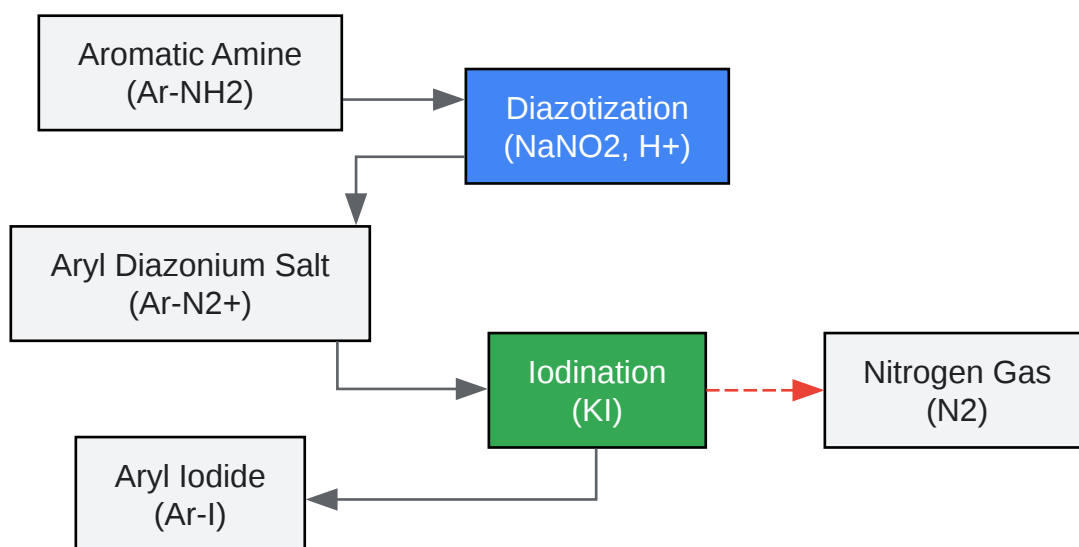 Aromatic Amine
(Ar-NH2)
Diazotization
(NaNO2, H+)
Aryl Diazonium Salt
(Ar-N2+)
Iodination
(KI)
Nitrogen Gas
(N2)
Aryl Iodide
(Ar-I)